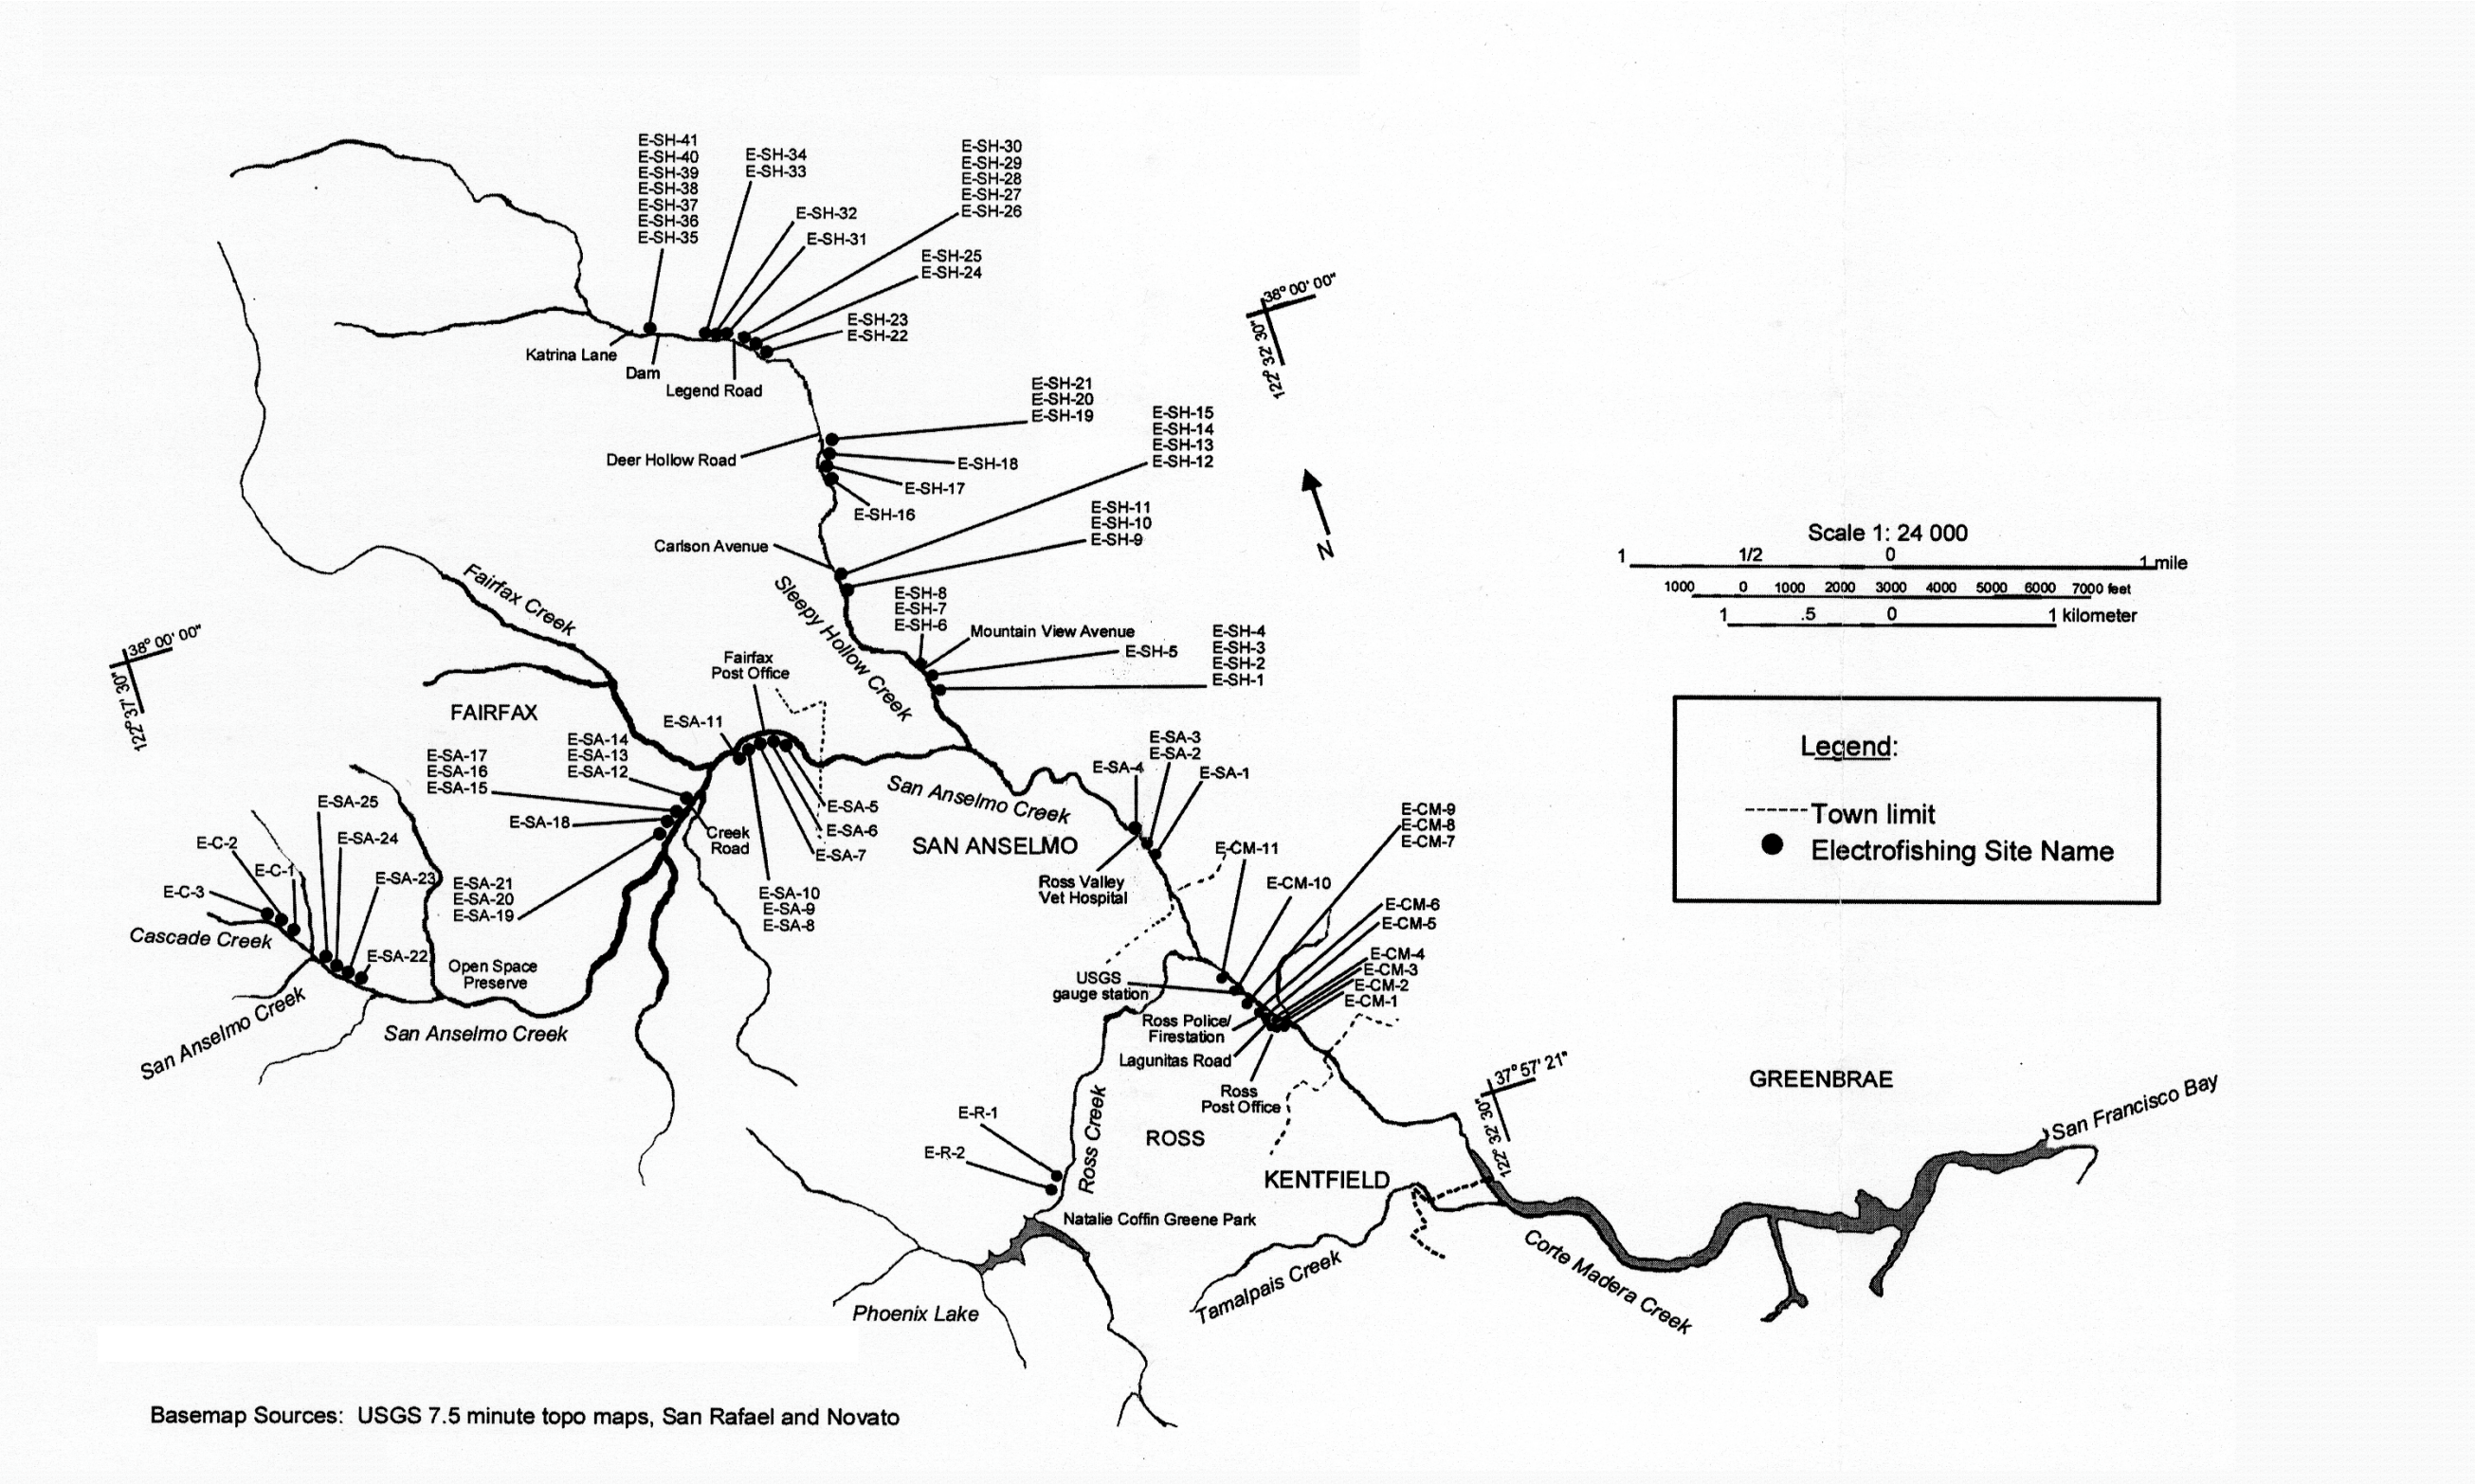 E-SH-41
E-SH-40
E-SH-39
E-SH-38
E-SH-37
E-SH-36
E-SH-35
E-SH-34
E-SH-33
E-SH-32
E-SH-31
E-SH-30
E-SH-29
E-SH-28
E-SH-27
E-SH-26
E-SH-25
E-SH-24
E-SH-23
E-SH-22
Katrina Lane
Dam
Legend Road
38° 00' 00"
122° 32' 30"
E-SH-21
E-SH-20
E-SH-19
E-SH-15
E-SH-14
E-SH-13
E-SH-12
Deer Hollow Road
E-SH-18
E-SH-17
E-SH-16
E-SH-11
E-SH-10
E-SH-9
Carlson Avenue
N
Scale 1: 24 000
1 1/2 0 1 mile
1000 0 1000 2000 3000 4000 5000 6000 7000 feet
1 .5 0 1 kilometer
Fairfax Creek
Sleepy Hollow Creek
E-SH-8
E-SH-7
E-SH-6
Mountain View Avenue
E-SH-5
E-SH-4
E-SH-3
E-SH-2
E-SH-1
38° 00' 00"
122° 37' 30"
Fairfax
Post Office
FAIRFAX
E-SA-11
E-SA-14
E-SA-13
E-SA-12
E-SA-17
E-SA-16
E-SA-15
E-SA-18
Creek
Road
E-SA-5
E-SA-6
E-SA-7
San Anselmo Creek
SAN ANSELMO
E-SA-3
E-SA-2
E-SA-4
E-SA-1
Legend:
Town limit
Electrofishing Site Name
E-SA-25
E-SA-24
E-C-2
E-C-1
E-C-3
E-SA-23
E-SA-21
E-SA-20
E-SA-19
E-SA-10
E-SA-9
E-SA-8
Ross Valley
Vet Hospital
E-CM-9
E-CM-8
E-CM-7
E-CM-11
E-CM-10
E-CM-6
E-CM-5
E-CM-4
E-CM-3
E-CM-2
E-CM-1
Cascade Creek
E-SA-22
Open Space
Preserve
San Anselmo Creek
San Anselmo Creek
USGS
gauge station
Ross Police/
Firestation
Lagunitas Road
Ross
Post Office
37° 57' 21"
122° 32' 30"
GREENBRAE
San Francisco Bay
E-R-1
E-R-2
Ross Creek
ROSS
KENTFIELD
Natalie Coffin Greene Park
Tamalpais Creek
Corte Madera Creek
Phoenix Lake
Basemap Sources: USGS 7.5 minute topo maps, San Rafael and Novato